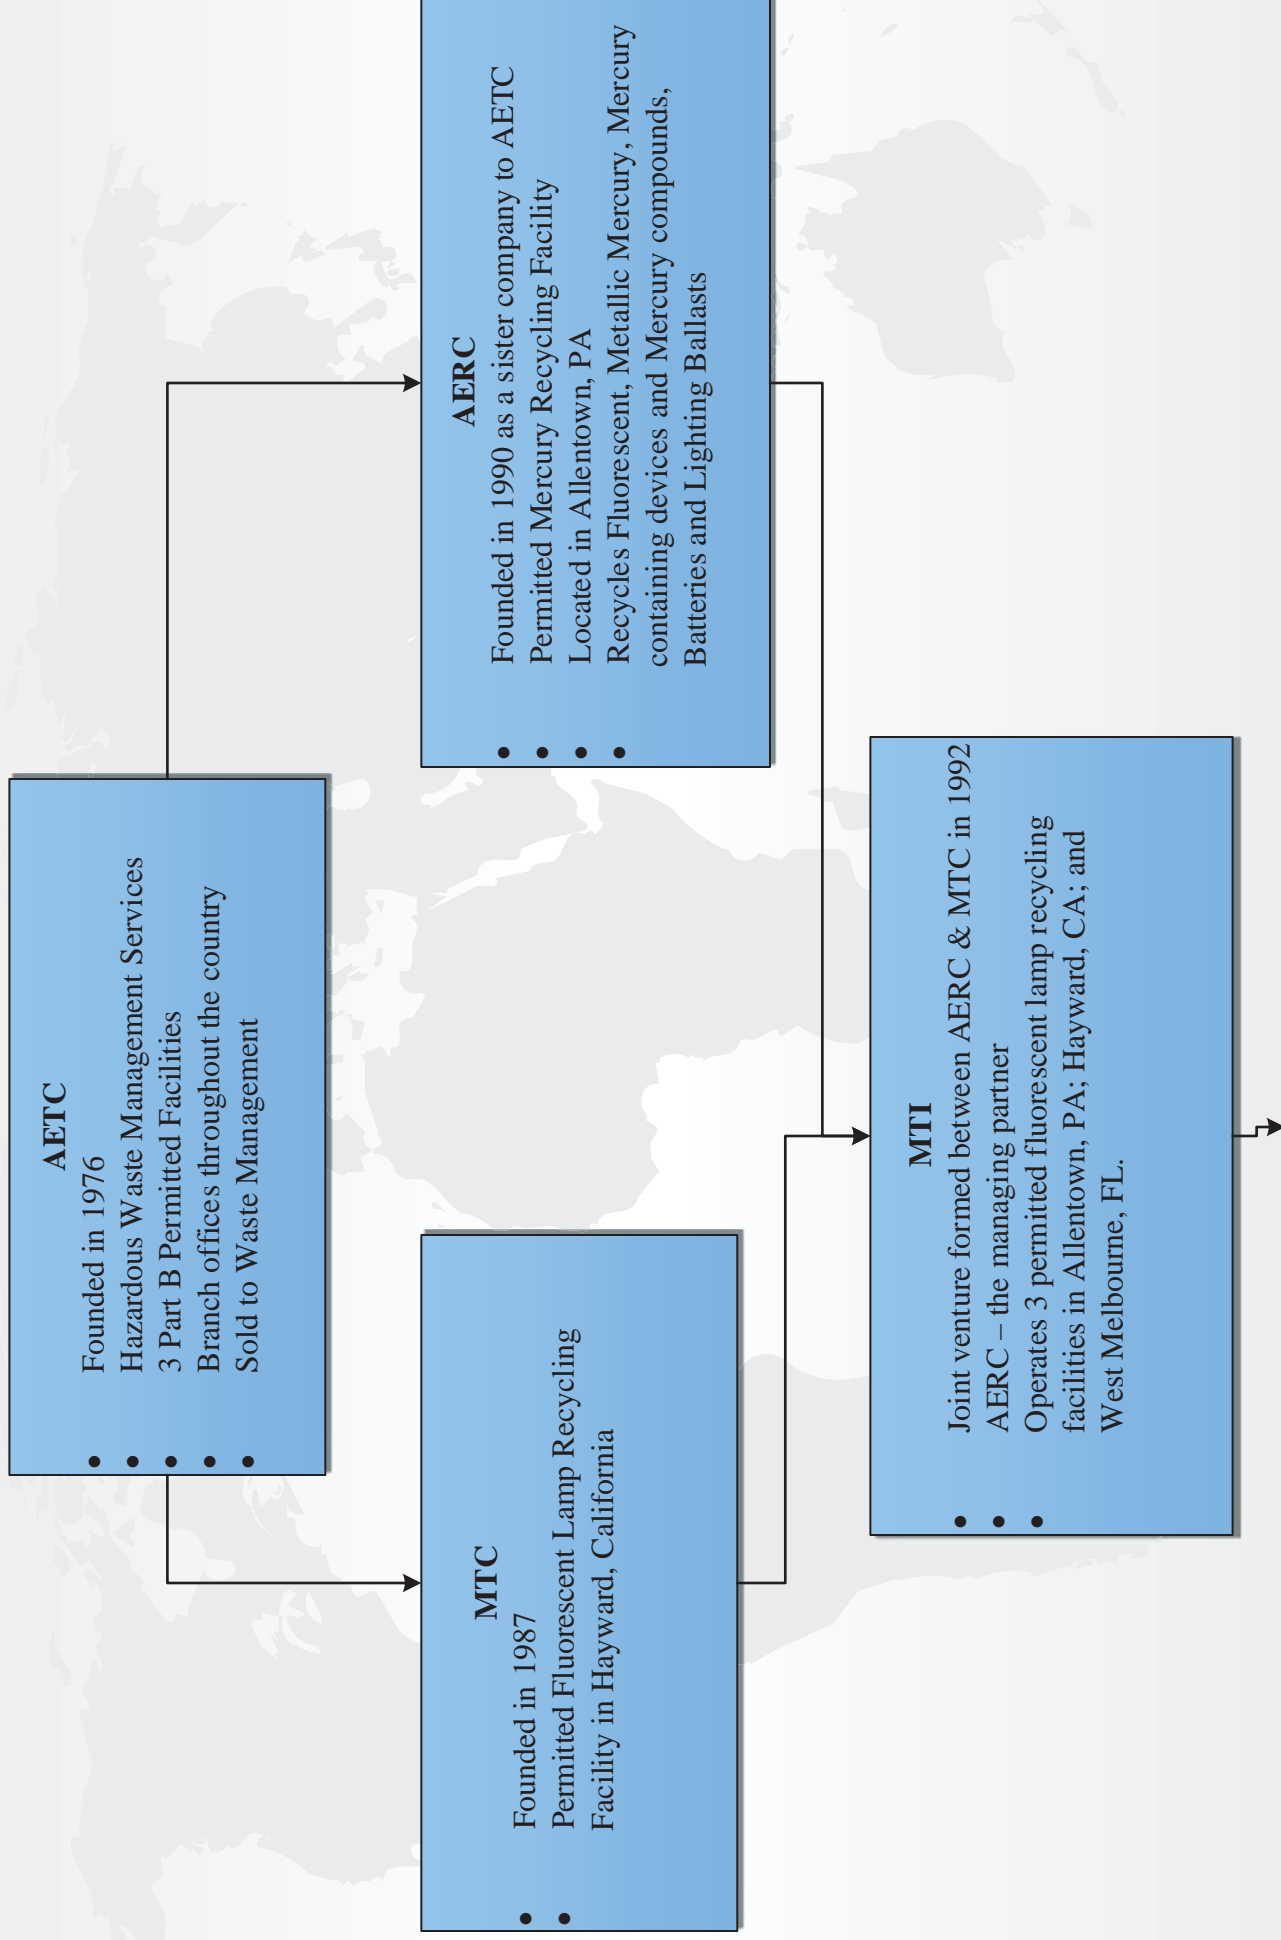 AETC
• Founded in 1976
• Hazardous Waste Management Services
• 3 Part B Permitted Facilities
• Branch offices throughout the country
• Sold to Waste Management
MTC
• Founded in 1987
• Permitted Fluorescent Lamp Recycling
Facility in Hayward, California
AERC
• Founded in 1990 as a sister company to AETC
• Permitted Mercury Recycling Facility
• Located in Allentown, PA
• Recycles Fluorescent, Metallic Mercury, Mercury
containing devices and Mercury compounds,
Batteries and Lighting Ballasts
MTI
• Joint venture formed between AERC & MTC in 1992
• AERC – the managing partner
• Operates 3 permitted fluorescent lamp recycling
facilities in Allentown, PA; Hayward, CA; and
West Melbourne, FL.